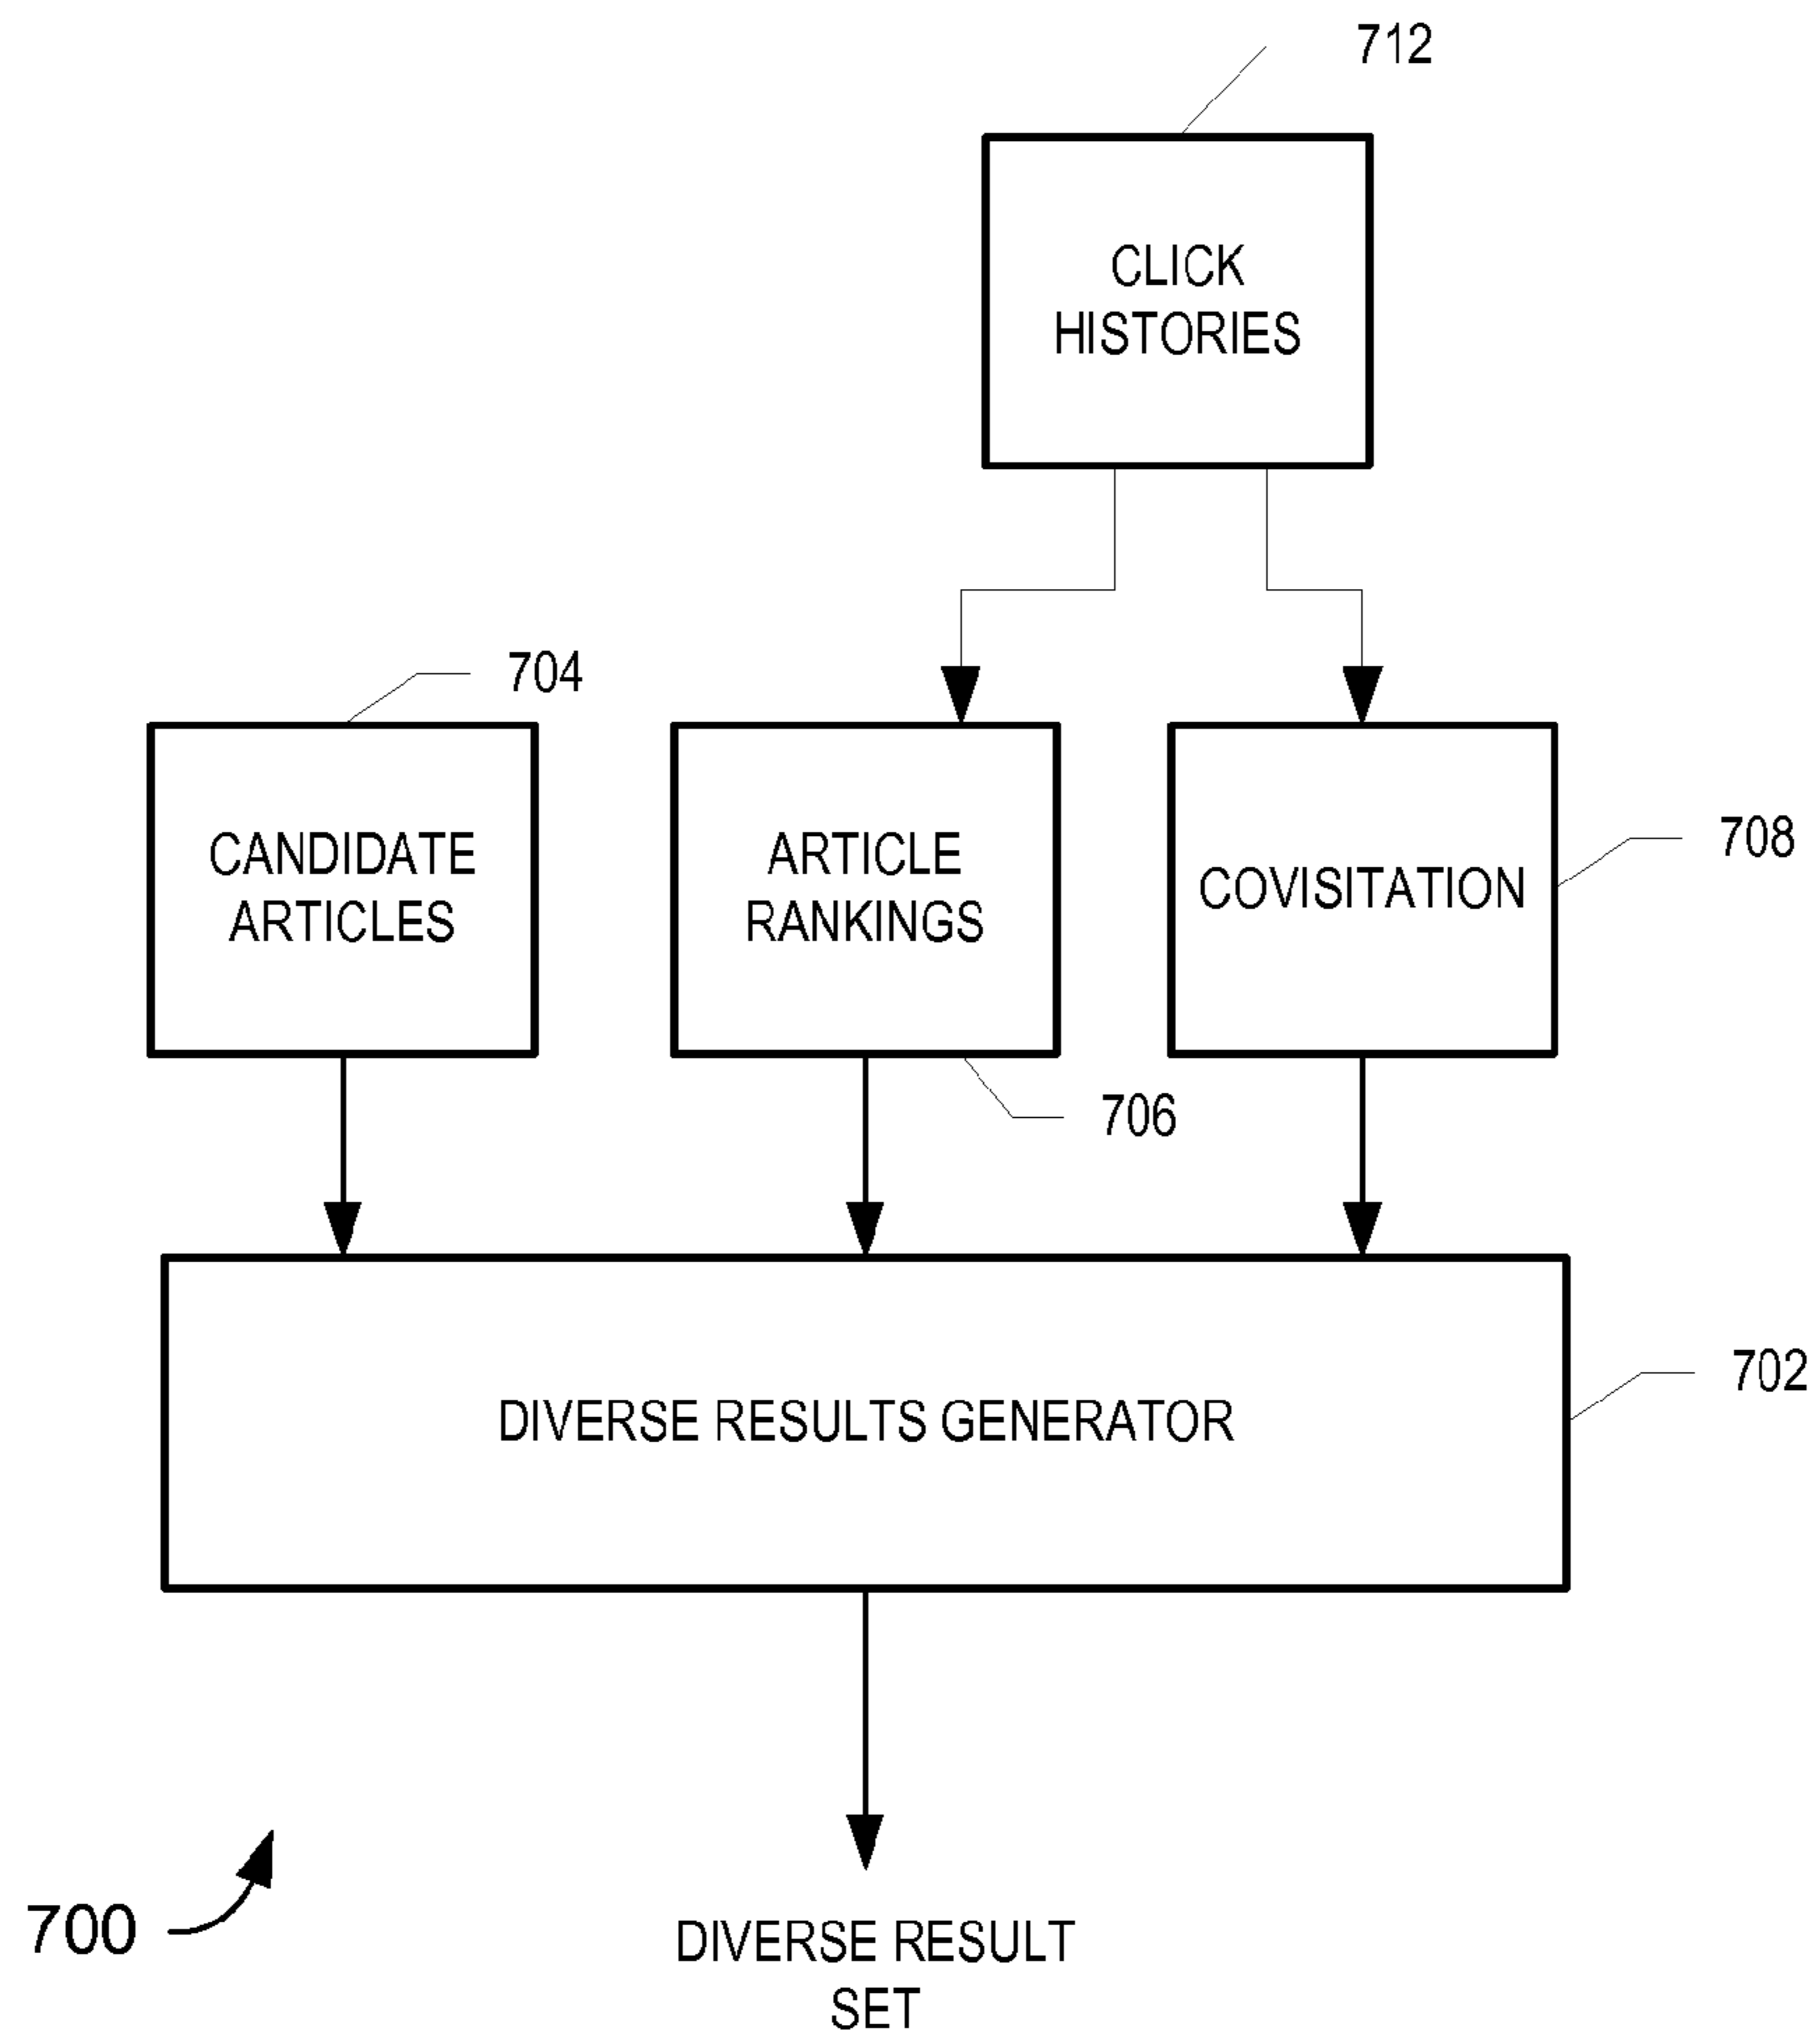 712
CLICK
HISTORIES
704
CANDIDATE
ARTICLES
ARTICLE
RANKINGS
COVISITATION
708
706
DIVERSE RESULTS GENERATOR
702
700
DIVERSE RESULT
SET